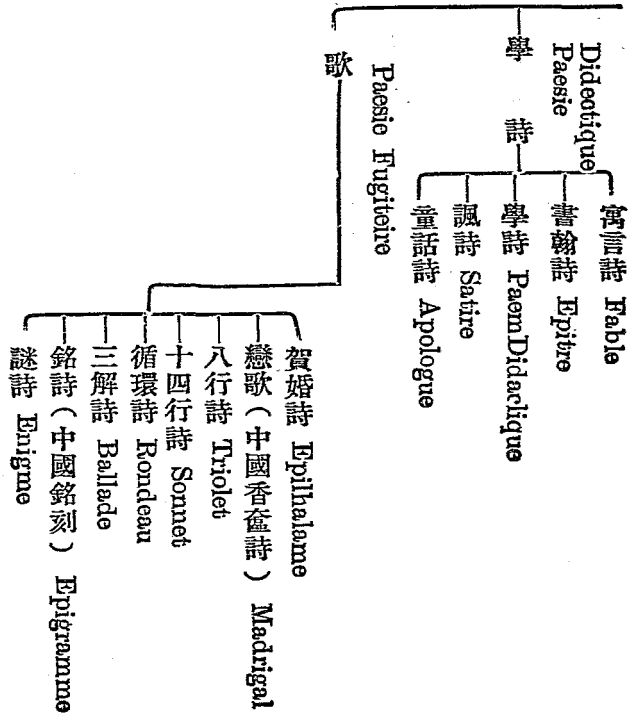 學詩 Didectique Paesie
寓言詩 Fable
書翰詩 Epitre
學詩 PaemDidaclique
諷詩 Satire
童話詩 Apologue
歌 Paesie Fugiteire
賀婚詩 Epilhalame
戀歌(中國香奩詩) Madrigal
八行詩 Triolet
十四行詩 Sonnet
循環詩 Rondeau
三解詩 Ballade
銘詩(中國銘刻) Epigramme
謎詩 Enigme